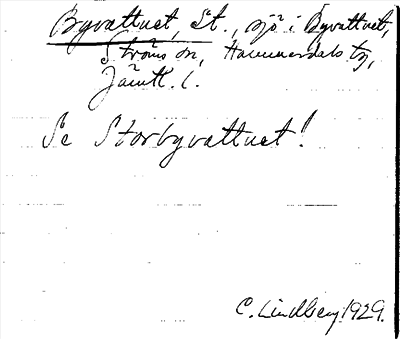 Byvattnet, St., sjö i Byvattnet,
Ströms sn, Hammerdals tg,
Jämtl. l.
Se Storbyvattnet!
C. Lindberg 1929.